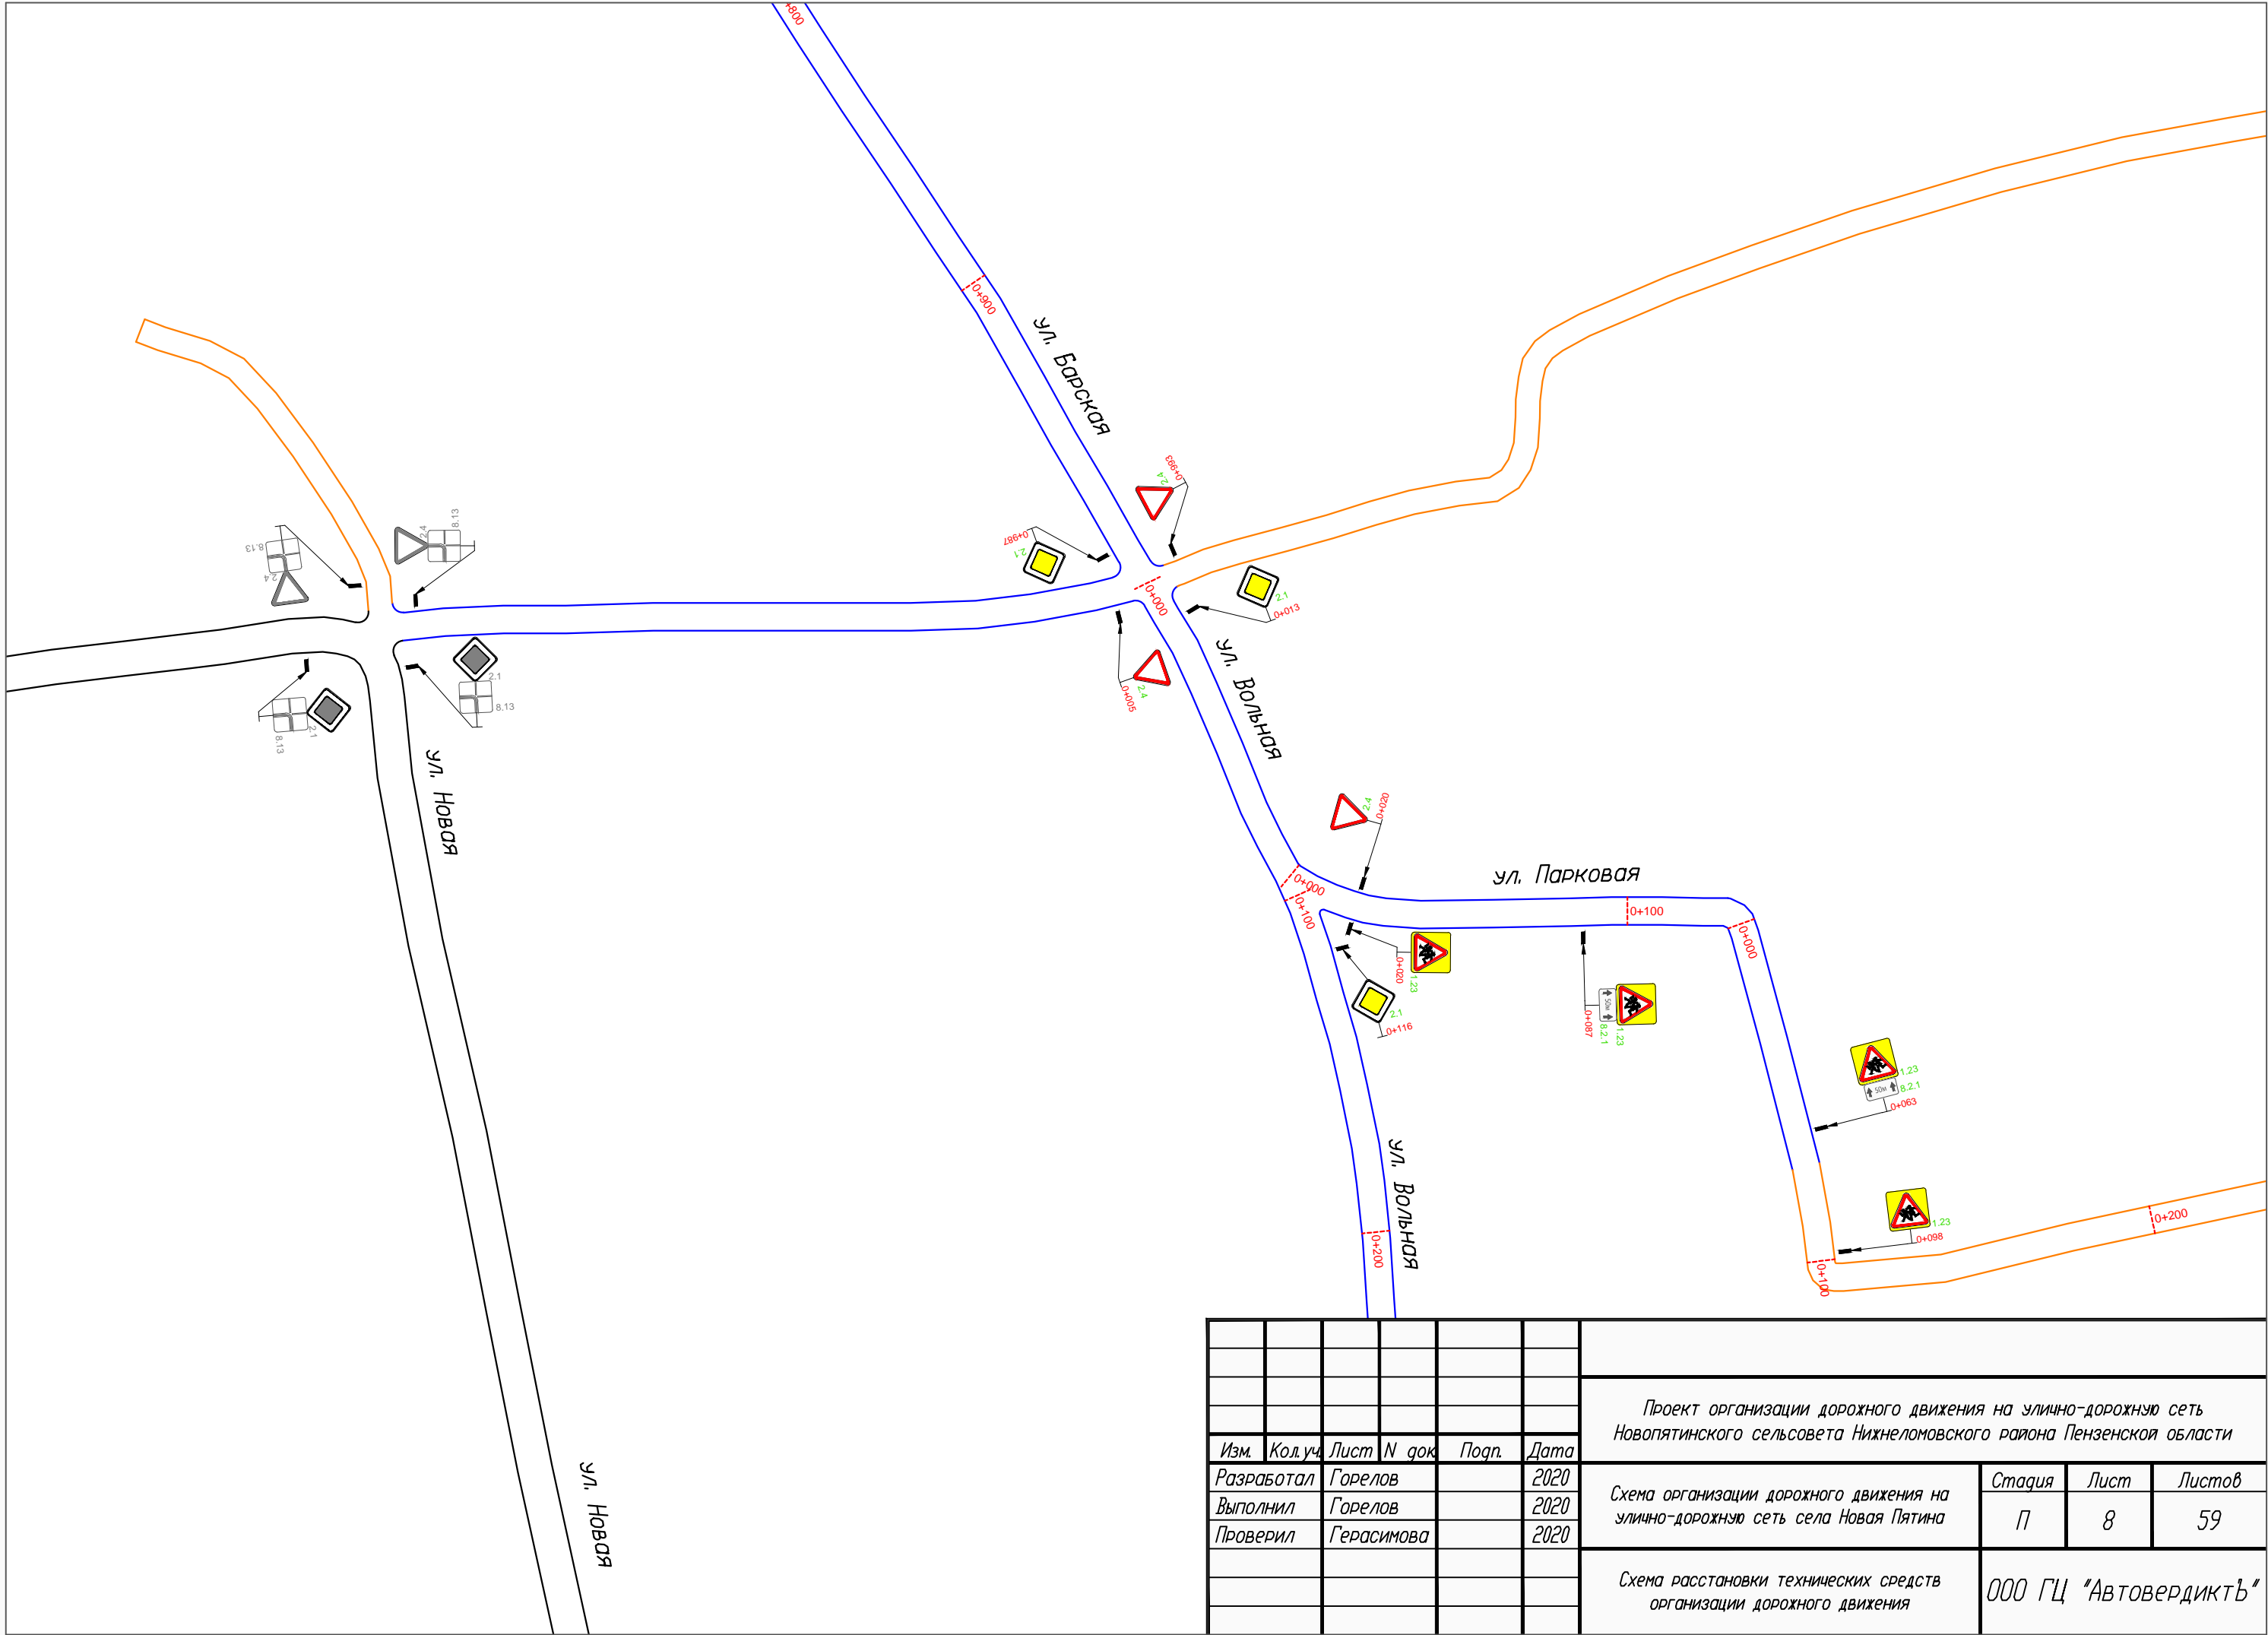 0+800
0+900
ул. Барская
0+993
2.4
0+987
2.1
8.13
2.4
8.13
2.4
0+000
2.1
0+013
2.1
8.13
2.1
8.13
2.4
0+005
ул. Вольная
ул. Новая
2.4
0+020
0+000
0+100
ул. Парковая
0+100
0+000
0+020
1.23
2.1
0+116
50м
0+087
8.2.1
1.23
1.23
50м
8.2.1
0+063
ул. Вольная
1.23
0+098
0+200
0+200
0+100
ул. Новая
Проект организации дорожного движения на улично-дорожную сеть
Новопятинского сельсовета Нижнеломовского района Пензенской области
Изм. Кол.уч. Лист N док Подп. Дата
Разработал Горелов 2020
Выполнил Горелов 2020
Проверил Герасимова 2020
Схема организации дорожного движения на
улично-дорожную сеть села Новая Пятина
Стадия Лист Листов
П 8 59
Схема расстановки технических средств
организации дорожного движения
ООО ГЦ "АвтовердиктЪ"